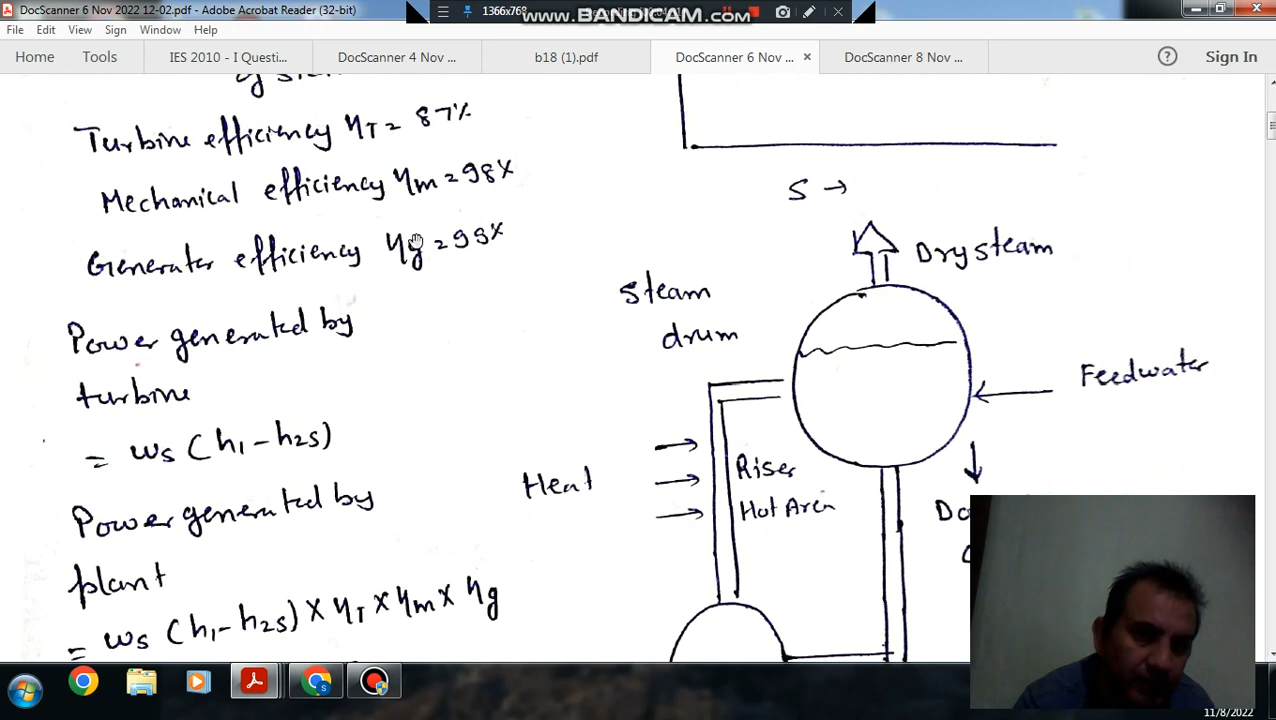 DocScanner 6 Nov 2022 12-02.pdf - Adobe Acrobat Reader (32-bit)
1366x768
www.BANDICAM.com
File Edit View Sign Window Help
Home Tools IES 2010 - I Questi... DocScanner 4 Nov ... b18 (1).pdf DocScanner 6 Nov ... × DocScanner 8 Nov ... Sign In
Turbine efficiency ηT = 87%
Mechanical efficiency ηm = 98%
Generator efficiency ηg = 99%
Power generated by
turbine
= ws (h1 - h2s)
Power generated by
plant
= ws (h1 - h2s) × ηT × ηm × ηg
S →
Dry steam
Steam
drum
Feedwater
Heat
Riser
Hot Area
11/8/2022